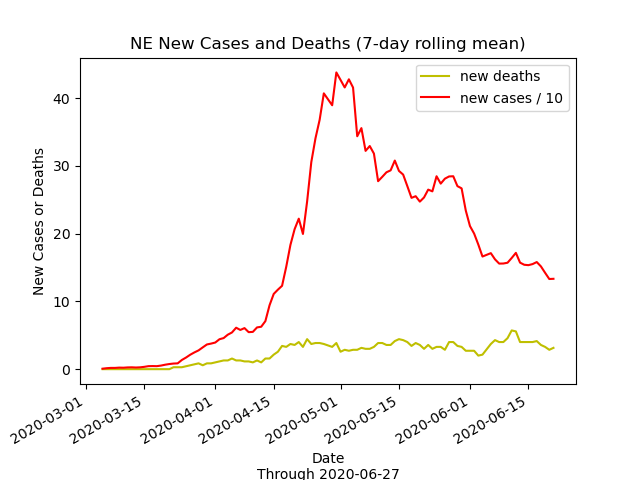 NE New Cases and Deaths (7-day rolling mean)
new deaths
new cases / 10
New Cases or Deaths
40
30
20
10
0
2020-03-01
2020-03-15
2020-04-01
2020-04-15
2020-05-01
2020-05-15
2020-06-01
2020-06-15
Date
Through 2020-06-27